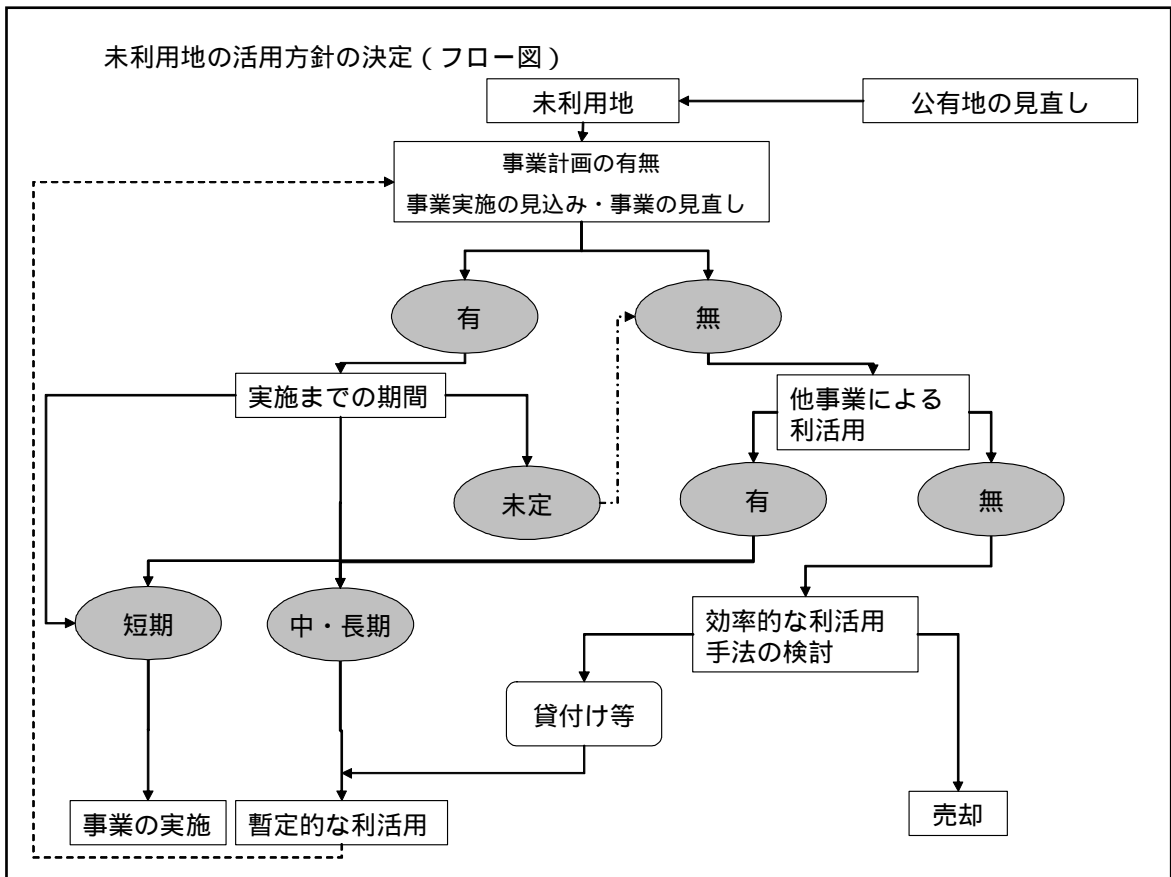 未利用地の活用方針の決定（フロー図）
未利用地
公有地の見直し
事業計画の有無
事業実施の見込み・事業の見直し
有
無
実施までの期間
他事業による
利活用
未定
有
無
短期
中・長期
効率的な利活用
手法の検討
貸付け等
事業の実施
暫定的な利活用
売却